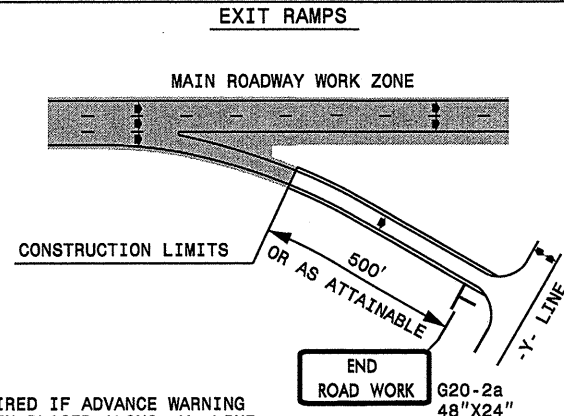 EXIT RAMPS
MAIN ROADWAY WORK ZONE
CONSTRUCTION LIMITS
500'
OR AS ATTAINABLE
-Y- LINE
END
ROAD WORK
G20-2a
48"X24"
IF ADVANCE WARNING